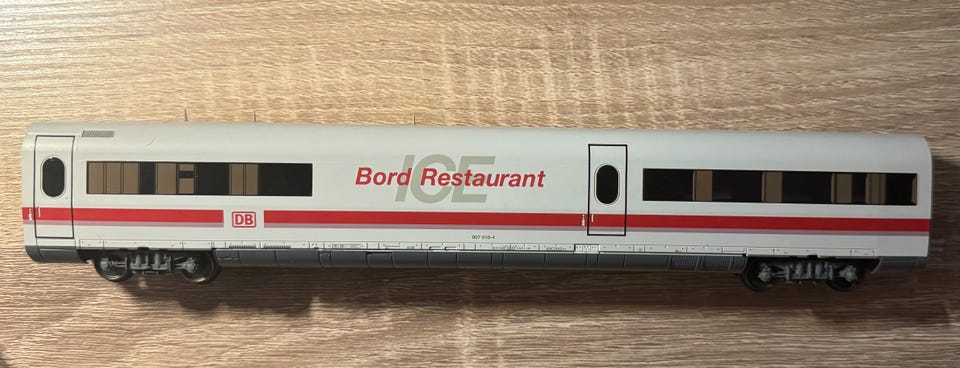 ICE
Bord Restaurant
DB
807 010-4